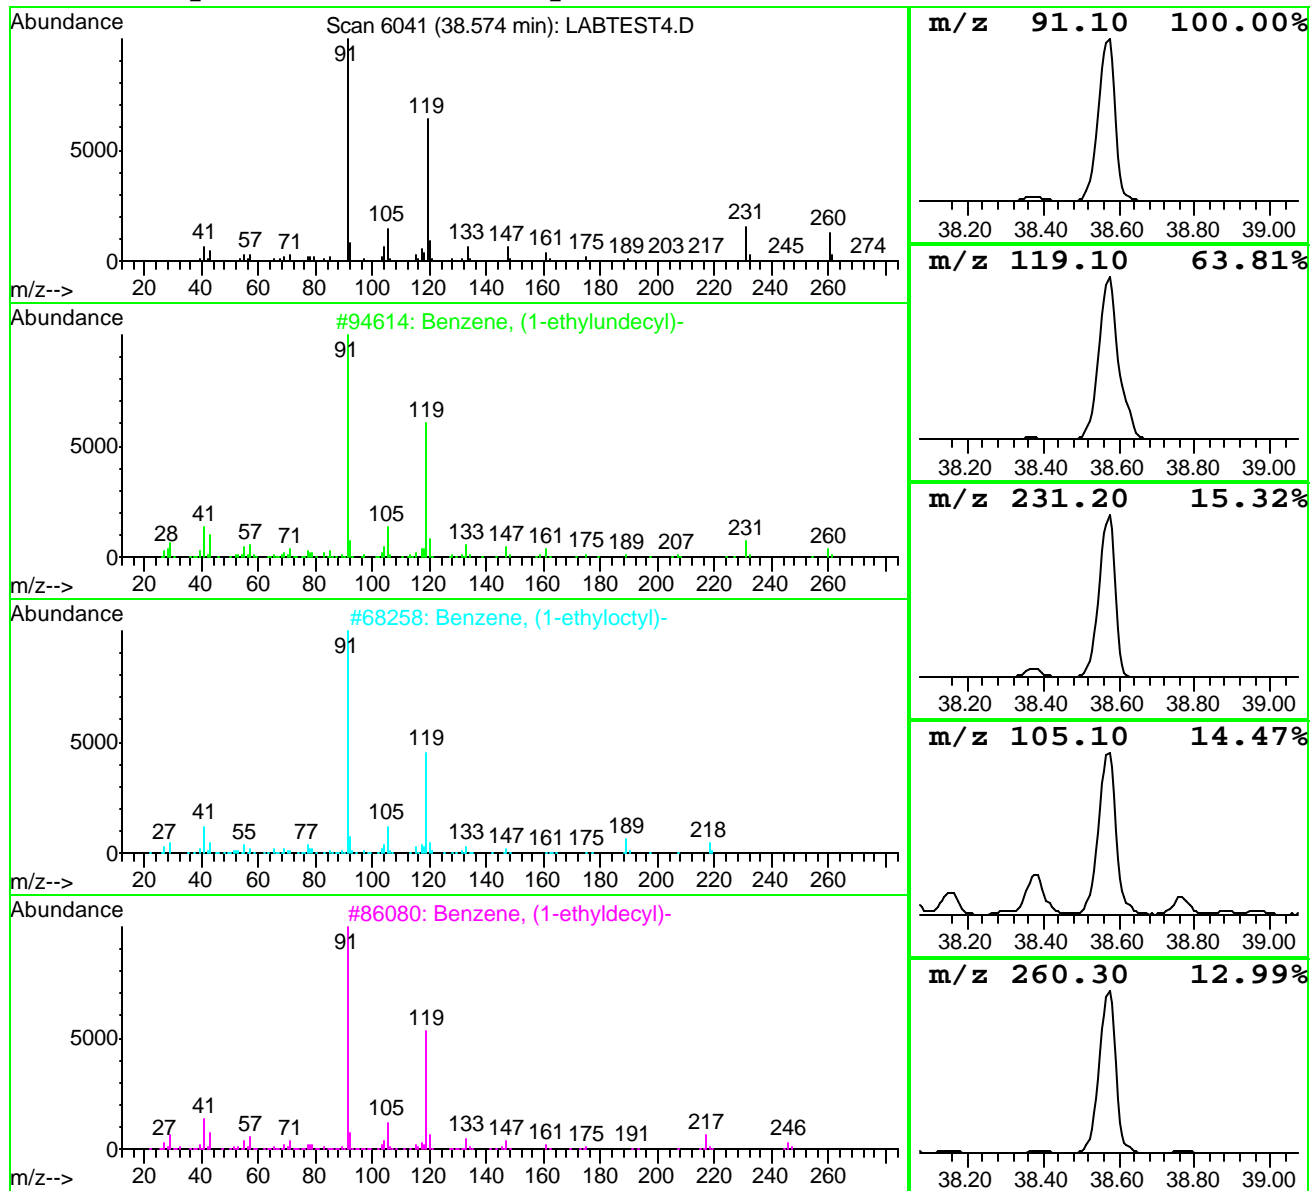 Abundance
Scan 6041 (38.574 min): LABTEST4.D
91
119
5000
105
231
260
41
57
71
133
147
161
175
189
203
217
245
274
0
m/z-->
20 40 60 80 100 120 140 160 180 200 220 240 260
Abundance
#94614: Benzene, (1-ethylundecyl)-
91
119
5000
41
105
28
57
71
133
147
161
175
189
207
231
260
0
m/z-->
20 40 60 80 100 120 140 160 180 200 220 240 260
Abundance
#68258: Benzene, (1-ethyloctyl)-
91
119
5000
41
105
27
55
77
133
147
161
175
189
218
0
m/z-->
20 40 60 80 100 120 140 160 180 200 220 240 260
Abundance
#86080: Benzene, (1-ethyldecyl)-
91
119
5000
41
105
27
57
71
133
147
161
175
191
217
246
0
m/z-->
20 40 60 80 100 120 140 160 180 200 220 240 260
m/z 91.10 100.00%
38.20 38.40 38.60 38.80 39.00
m/z 119.10 63.81%
38.20 38.40 38.60 38.80 39.00
m/z 231.20 15.32%
38.20 38.40 38.60 38.80 39.00
m/z 105.10 14.47%
38.20 38.40 38.60 38.80 39.00
m/z 260.30 12.99%
38.20 38.40 38.60 38.80 39.00